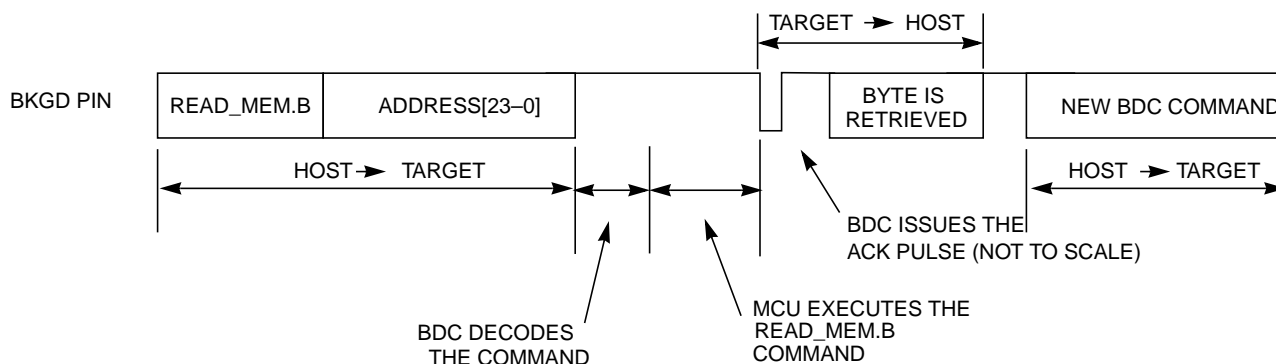 TARGET → HOST
BKGD PIN
READ_MEM.B
ADDRESS[23–0]
BYTE IS
RETRIEVED
NEW BDC COMMAND
HOST → TARGET
HOST → TARGET
BDC ISSUES THE
ACK PULSE (NOT TO SCALE)
BDC DECODES
THE COMMAND
MCU EXECUTES THE
READ_MEM.B
COMMAND